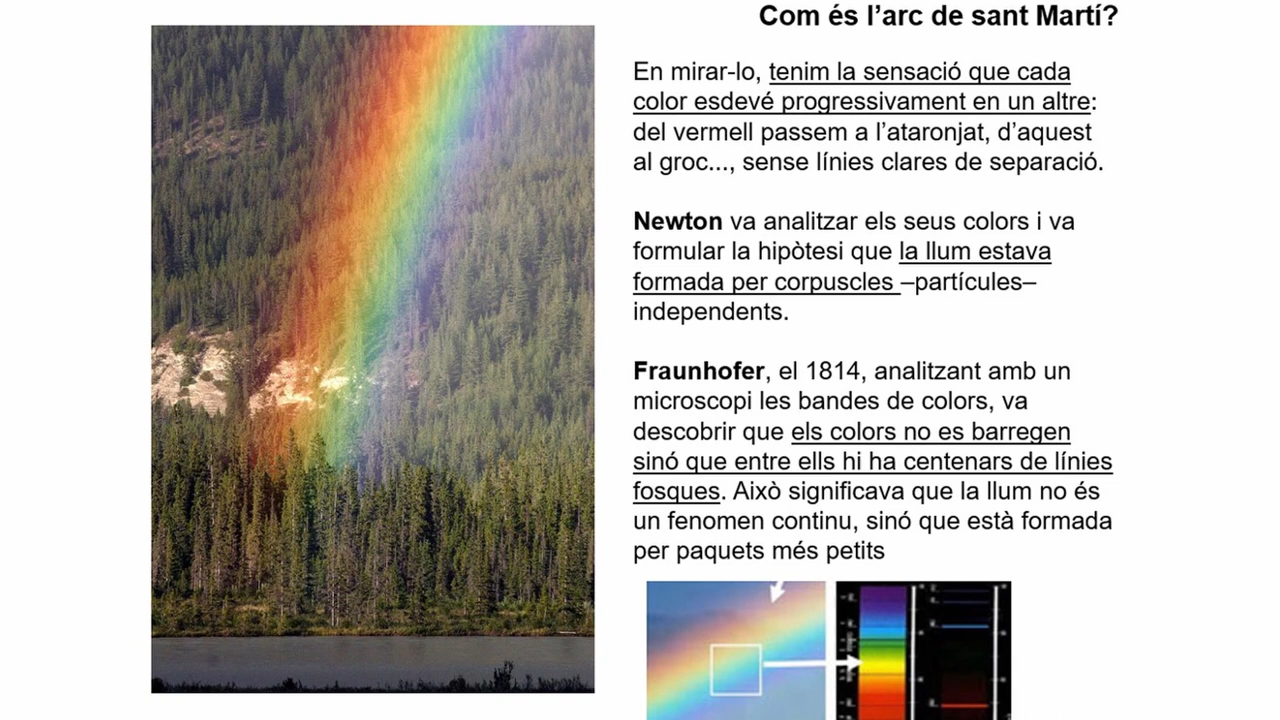 Com és l’arc de sant Martí?
En mirar-lo, tenim la sensació que cada
color esdevé progressivament en un altre:
del vermell passem a l’ataronjat, d’aquest
al groc..., sense línies clares de separació.
Newton va analitzar els seus colors i va
formular la hipòtesi que la llum estava
formada per corpuscles –partícules–
independents.
Fraunhofer, el 1814, analitzant amb un
microscopi les bandes de colors, va
descobrir que els colors no es barregen
sinó que entre ells hi ha centenars de línies
fosques. Això significava que la llum no és
un fenomen continu, sinó que està formada
per paquets més petits